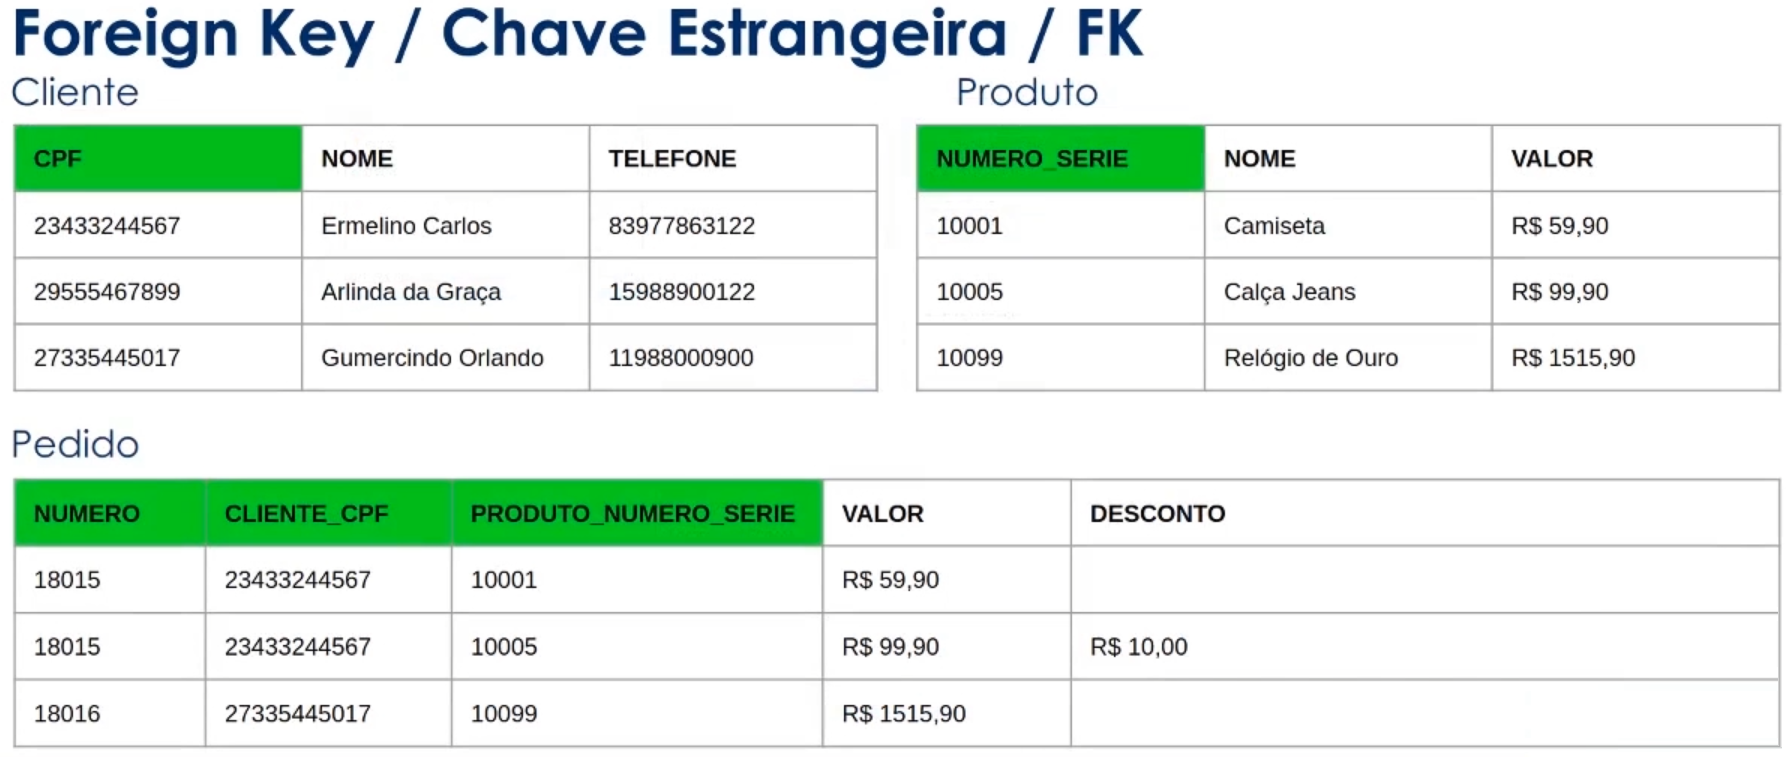 Foreign Key / Chave Estrangeira / FK
Cliente
CPF NOME TELEFONE
23433244567 Ermelino Carlos 83977863122
29555467899 Arlinda da Graça 15988900122
27335445017 Gumercindo Orlando 11988000900
Produto
NUMERO_SERIE NOME VALOR
10001 Camiseta R$ 59,90
10005 Calça Jeans R$ 99,90
10099 Relógio de Ouro R$ 1515,90
Pedido
NUMERO CLIENTE_CPF PRODUTO_NUMERO_SERIE VALOR DESCONTO
18015 23433244567 10001 R$ 59,90
18015 23433244567 10005 R$ 99,90 R$ 10,00
18016 27335445017 10099 R$ 1515,90